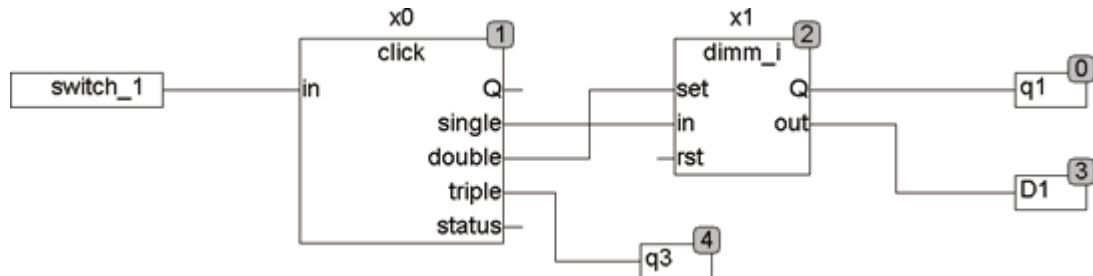 x0 x1
1 2
click dimm_i
switch_1 in Q set Q q1 0
single in out
double rst
triple D1 3
status q3 4